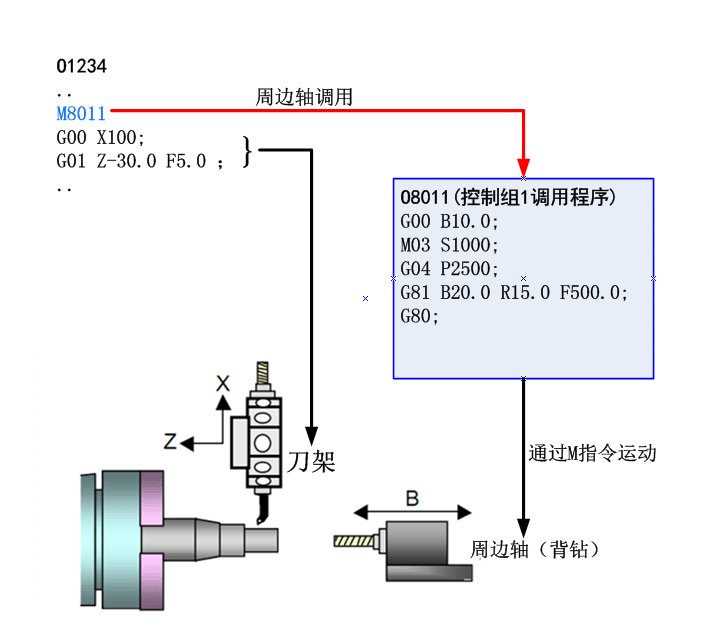 01234
..
周边轴调用
M8011
G00 X100;
G01 Z-30.0 F5.0 ;
}
..
08011(控制组1调用程序)
G00 B10.0;
M03 S1000;
G04 P2500;
G81 B20.0 R15.0 F500.0;
G80;
X
Z
刀架
通过M指令运动
B
周边轴（背钻）